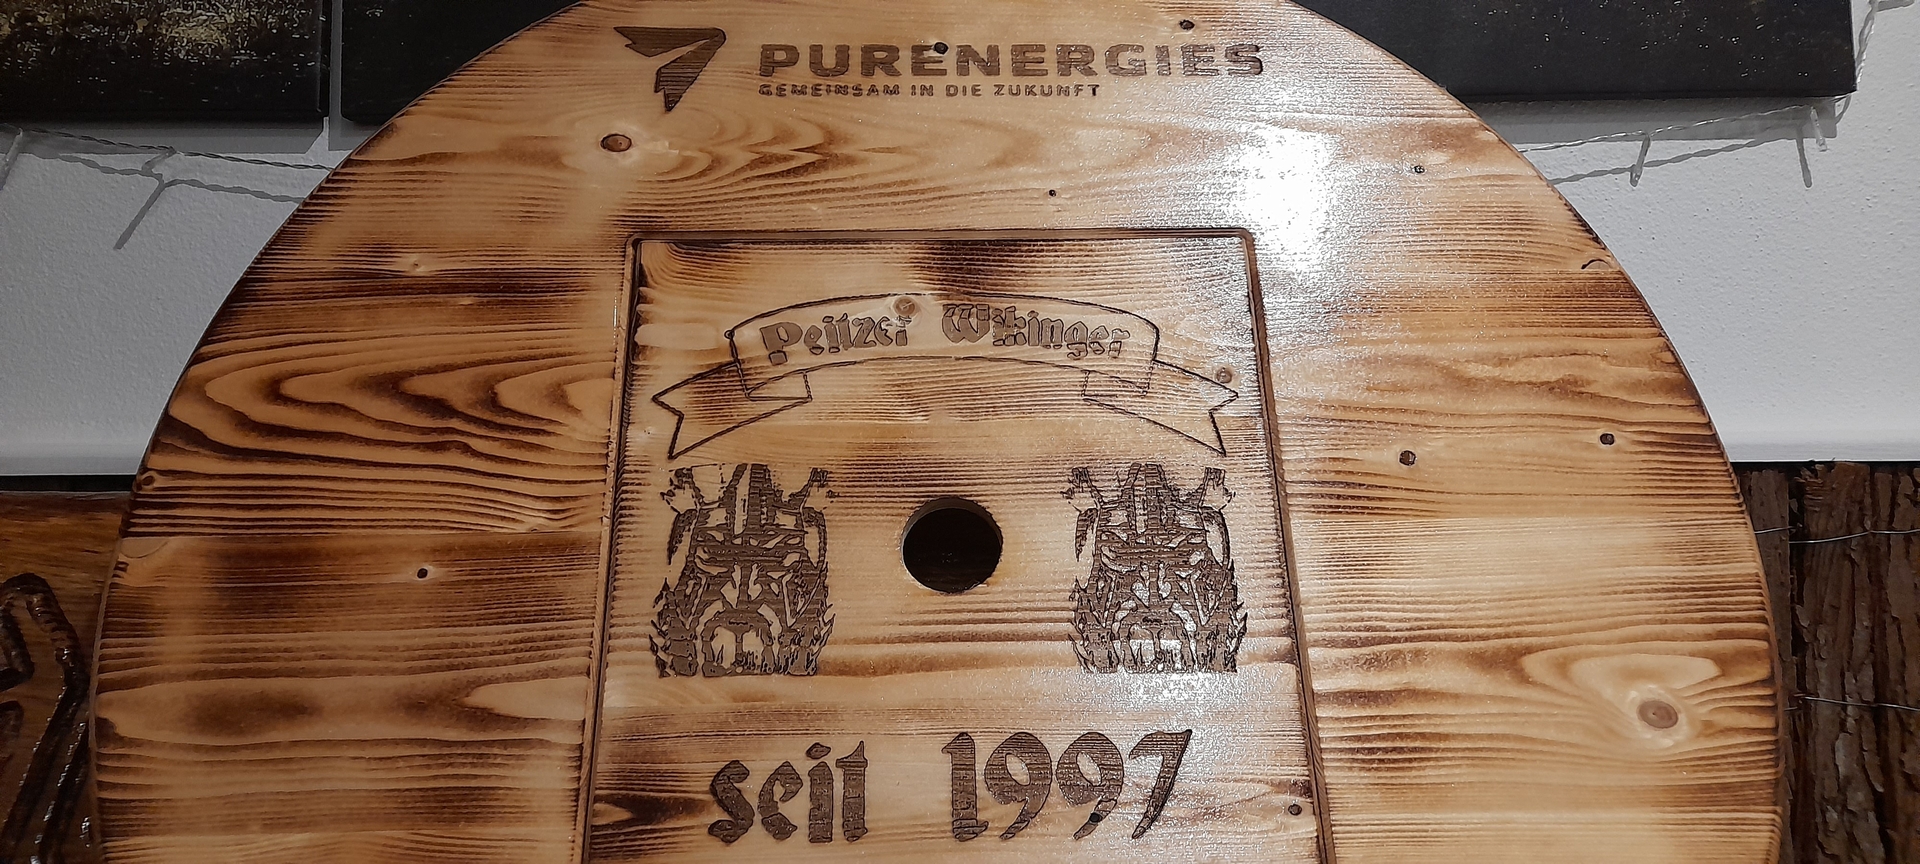 PURENERGIES
GEMEINSAM IN DIE ZUKUNFT
Peitzer Wikinger
seit 1997